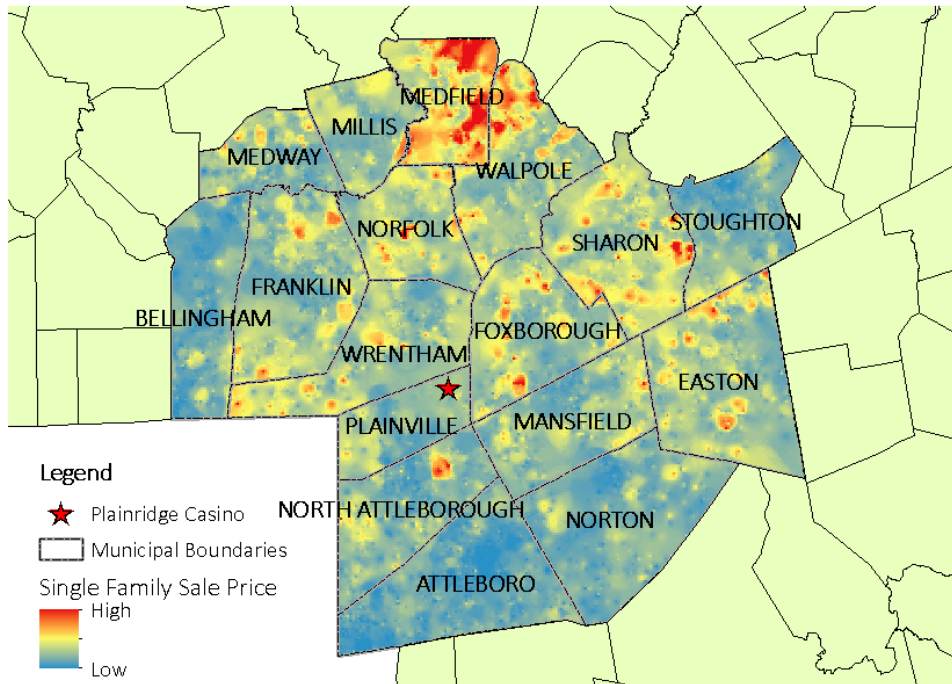 MEDFIELD
MILLIS
MEDWAY
WALPOLE
NORFOLK
SHARON
STOUGHTON
FRANKLIN
BELLINGHAM
FOXBOROUGH
WRENTHAM
EASTON
PLAINVILLE
MANSFIELD
NORTH ATTLEBOROUGH
NORTON
ATTLEBORO
Legend
Plainridge Casino
Municipal Boundaries
Single Family Sale Price
High
Low